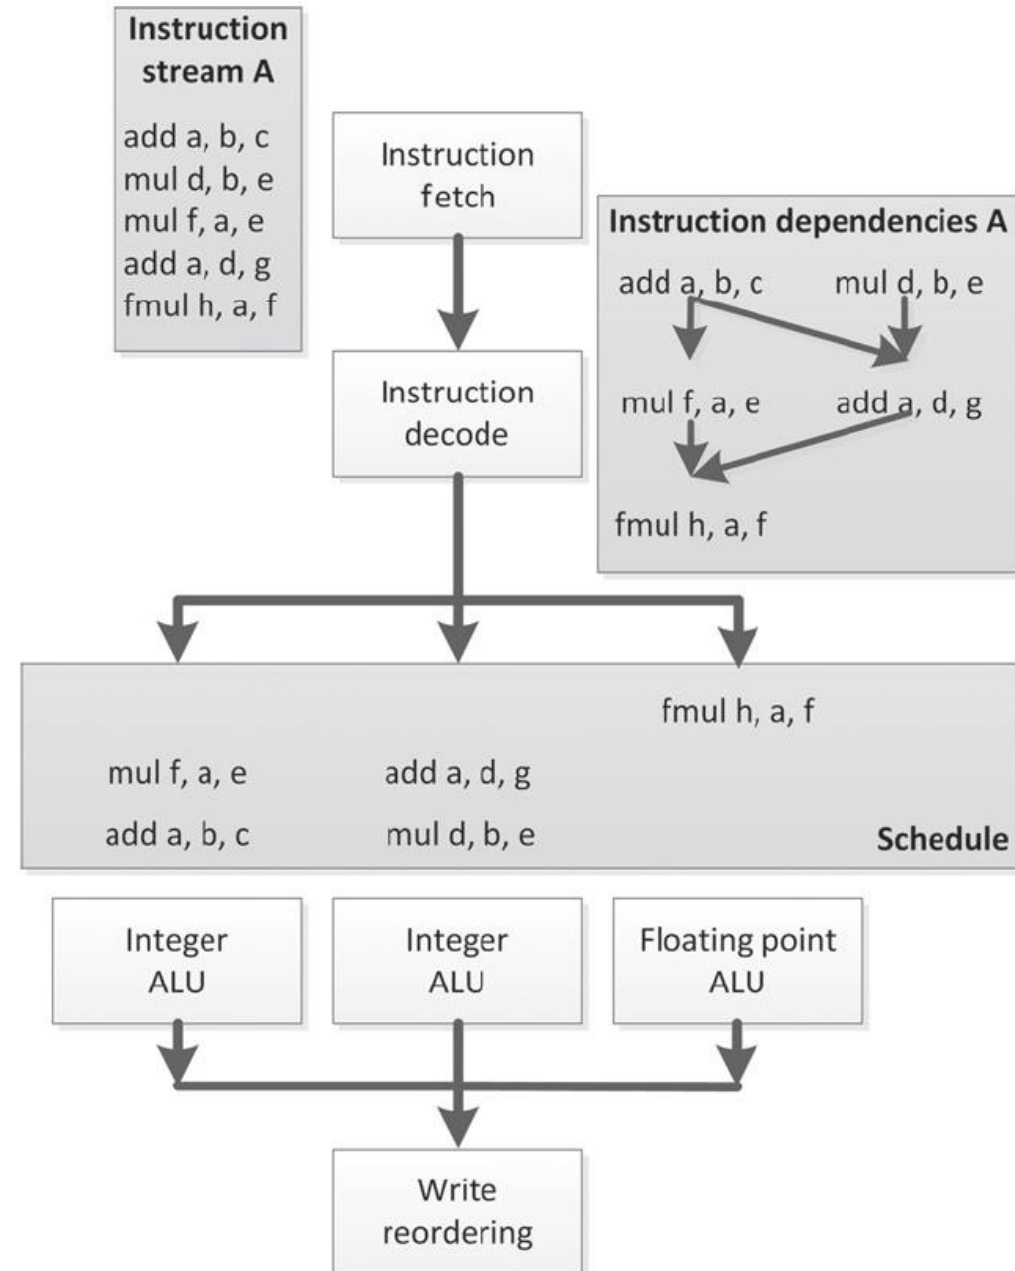 Instruction
stream A
add a, b, c
mul d, b, e
mul f, a, e
add a, d, g
fmul h, a, f
Instruction
fetch
Instruction dependencies A
add a, b, c mul d, b, e
mul f, a, e add a, d, g
fmul h, a, f
Instruction
decode
fmul h, a, f
mul f, a, e add a, d, g
add a, b, c mul d, b, e
Schedule
Integer
ALU
Integer
ALU
Floating point
ALU
Write
reordering